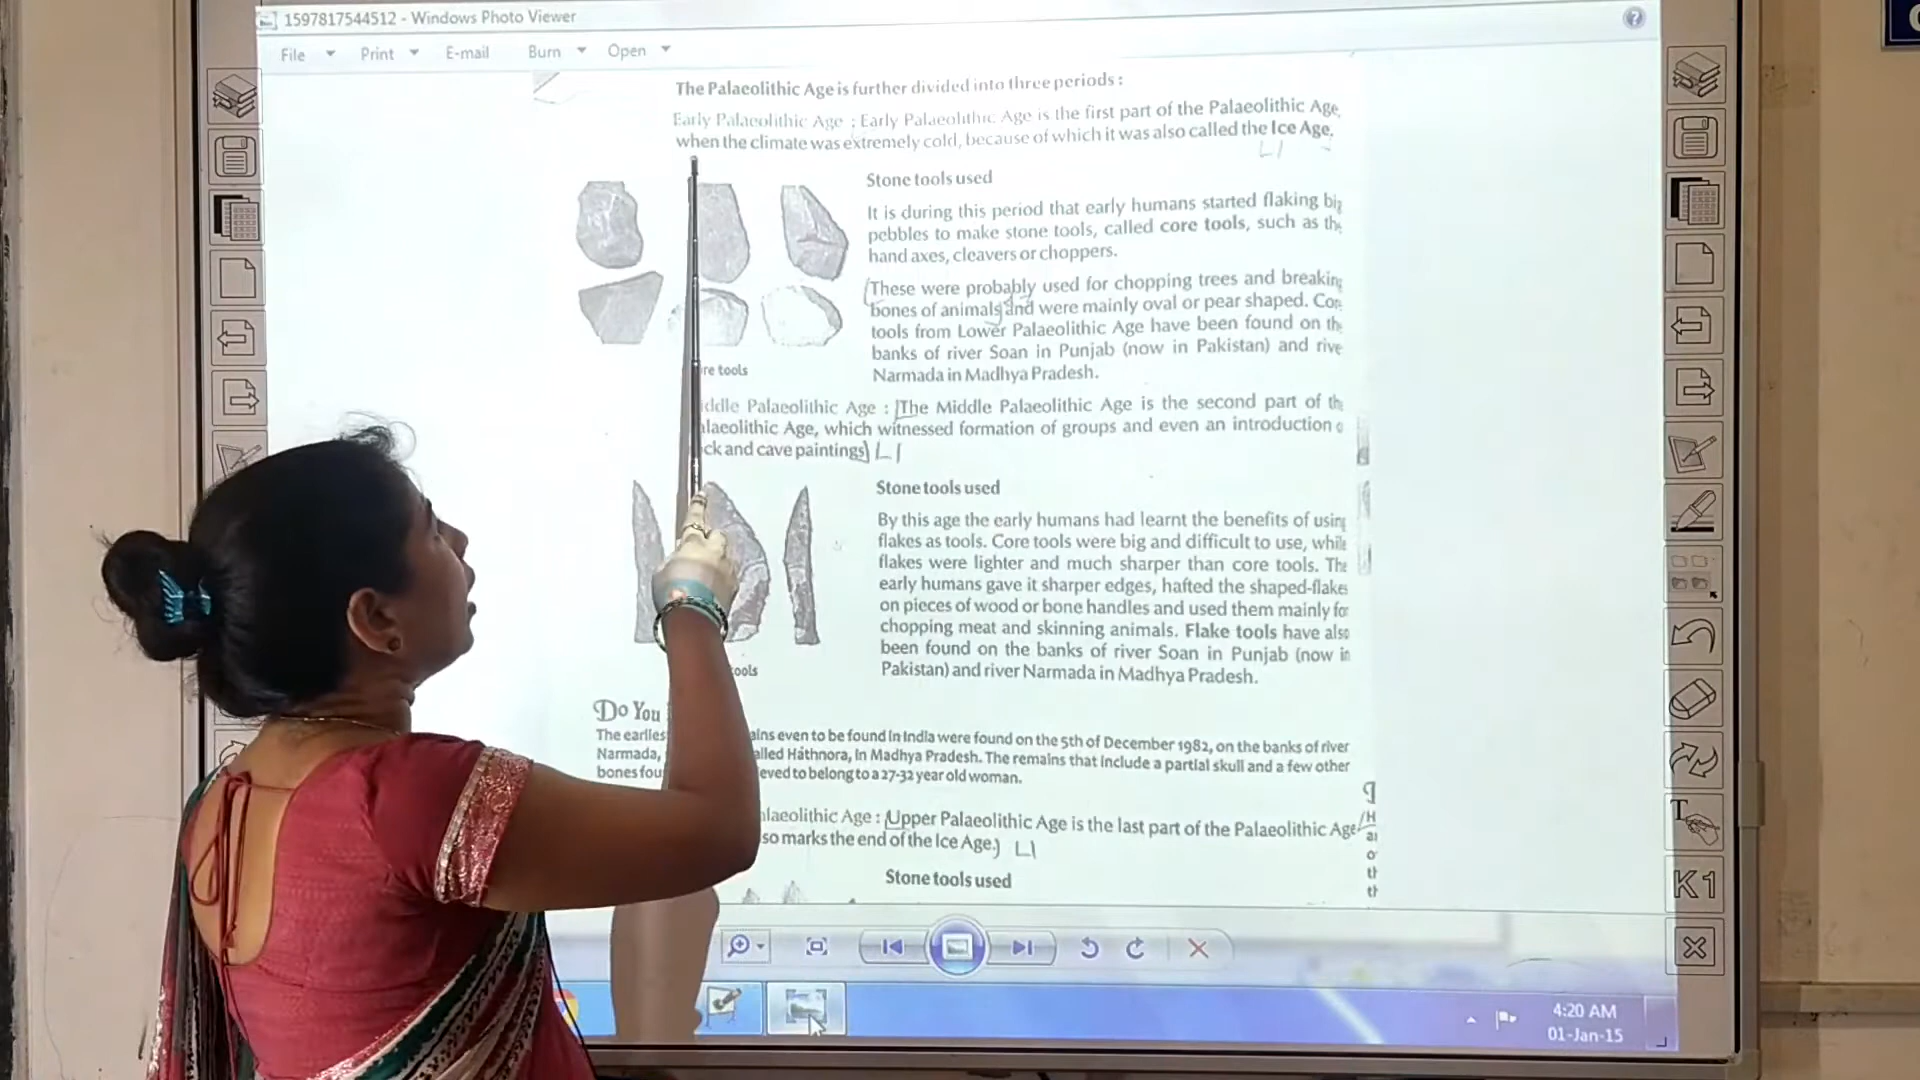 1597817544512 - Windows Photo Viewer
File Print E-mail Burn Open
The Palaeolithic Age is further divided into three periods :
Early Palaeolithic Age : Early Palaeolithic Age is the first part of the Palaeolithic Age,
when the climate was extremely cold, because of which it was also called the Ice Age.
L1
Stone tools used
It is during this period that early humans started flaking big
pebbles to make stone tools, called core tools, such as the
hand axes, cleavers or choppers.
(These were probably used for chopping trees and breaking
bones of animals and were mainly oval or pear shaped. Cor
tools from Lower Palaeolithic Age have been found on th
banks of river Soan in Punjab (now in Pakistan) and rive
Narmada in Madhya Pradesh.
re tools
iddle Palaeolithic Age : [The Middle Palaeolithic Age is the second part of th
alaeolithic Age, which witnessed formation of groups and even an introduction o
ck and cave paintings) L1
Stone tools used
By this age the early humans had learnt the benefits of using
flakes as tools. Core tools were big and difficult to use, while
flakes were lighter and much sharper than core tools. The
early humans gave it sharper edges, hafted the shaped-flakes
on pieces of wood or bone handles and used them mainly for
chopping meat and skinning animals. Flake tools have also
been found on the banks of river Soan in Punjab (now in
Pakistan) and river Narmada in Madhya Pradesh.
ools
Do You
The earlies ains even to be found in India were found on the 5th of December 1982, on the banks of river
Narmada, alled Hathnora, in Madhya Pradesh. The remains that include a partial skull and a few other
bones fou eved to belong to a 27-32 year old woman.
alaeolithic Age : (Upper Palaeolithic Age is the last part of the Palaeolithic Age
so marks the end of the Ice Age.) L1
Stone tools used
K1
4:20 AM
01-Jan-15